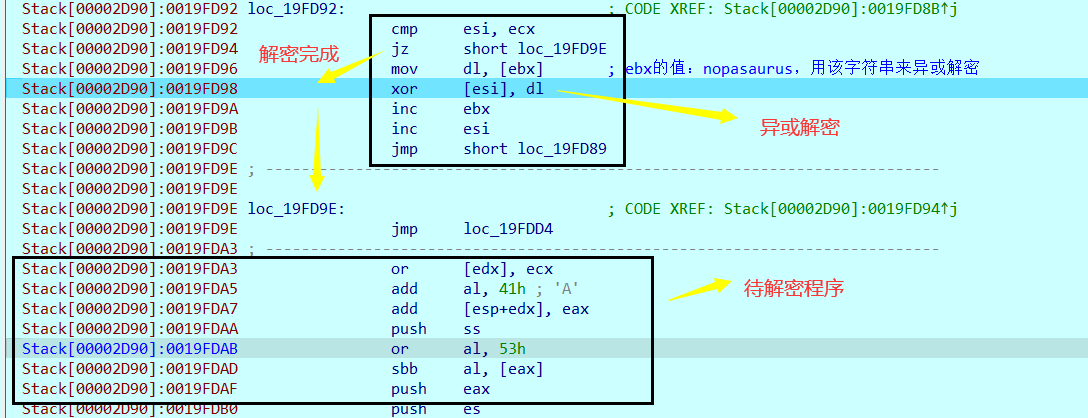 Stack[00002D90]:0019FD92 loc_19FD92: ; CODE XREF: Stack[00002D90]:0019FD8B↑j
Stack[00002D90]:0019FD92 cmp esi, ecx
Stack[00002D90]:0019FD94 jz short loc_19FD9E
解密完成
Stack[00002D90]:0019FD96 mov dl, [ebx] ; ebx的值：nopasaurus，用该字符串来异或解密
Stack[00002D90]:0019FD98 xor [esi], dl
Stack[00002D90]:0019FD9A inc ebx
异或解密
Stack[00002D90]:0019FD9B inc esi
Stack[00002D90]:0019FD9C jmp short loc_19FD89
Stack[00002D90]:0019FD9E ; ---------------------------------------------------------------------------
Stack[00002D90]:0019FD9E
Stack[00002D90]:0019FD9E loc_19FD9E: ; CODE XREF: Stack[00002D90]:0019FD94↑j
Stack[00002D90]:0019FD9E jmp loc_19FDD4
Stack[00002D90]:0019FDA3 ; ---------------------------------------------------------------------------
Stack[00002D90]:0019FDA3 or [edx], ecx
Stack[00002D90]:0019FDA5 add al, 41h ; 'A'
待解密程序
Stack[00002D90]:0019FDA7 add [esp+edx], eax
Stack[00002D90]:0019FDAA push ss
Stack[00002D90]:0019FDAB or al, 53h
Stack[00002D90]:0019FDAD sbb al, [eax]
Stack[00002D90]:0019FDAF push eax
Stack[00002D90]:0019FDB0 push es